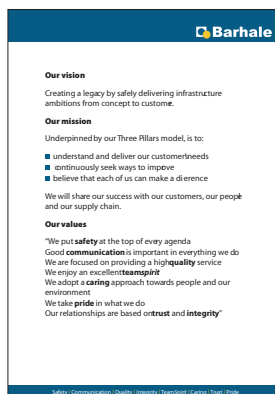 Barhale
Our vision
Creating a legacy by safely delivering infrastructure
ambitions from concept to custome.
Our mission
Underpinned by our Three Pillars model, is to:
understand and deliver our customers'needs
continuously seek ways to improve
believe that each of us can make a dierence
We will share our success with our customers, our people
and our supply chain.
Our values
"We put safety at the top of every agenda
Good communication is important in everything we do
We are focused on providing a high quality service
We enjoy an excellent teamspirit
We adopt a caring approach towards people and our
environment
We take pride in what we do
Our relationships are based on trust and integrity"
Safety | Communication | Quality | Integrity | TeamSpirit | Caring | Trust | Pride